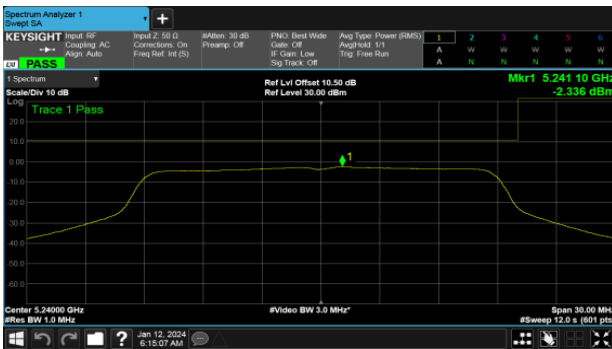 Spectrum Analyzer 1
Swept SA
+
KEYSIGHT Input: RF Input Z: 50 Ω #Atten: 30 dB PNO: Best Wide Avg Type: Power (RMS) 1 2 3 4 5 6
Coupling: AC Corrections: On Preamp: Off Gate: Off Avg|Hold: 1/1 A W W W W W
Align: Auto Freq Ref: Int (S) IF Gain: Low Trig: Free Run
LXI PASS Sig Track: Off A N N N N N
1 Spectrum Ref Lvl Offset 10.50 dB Mkr1 5.241 10 GHz
Scale/Div 10 dB Ref Level 30.00 dBm -2.336 dBm
Log
Trace 1 Pass
20.0
10.0
1
0.00
-10.0
-20.0
-30.0
-40.0
-50.0
-60.0
Center 5.24000 GHz #Video BW 3.0 MHz* Span 30.00 MHz
#Res BW 1.0 MHz #Sweep 12.0 s (601 pts)
? Jan 12, 2024
6:15:07 AM